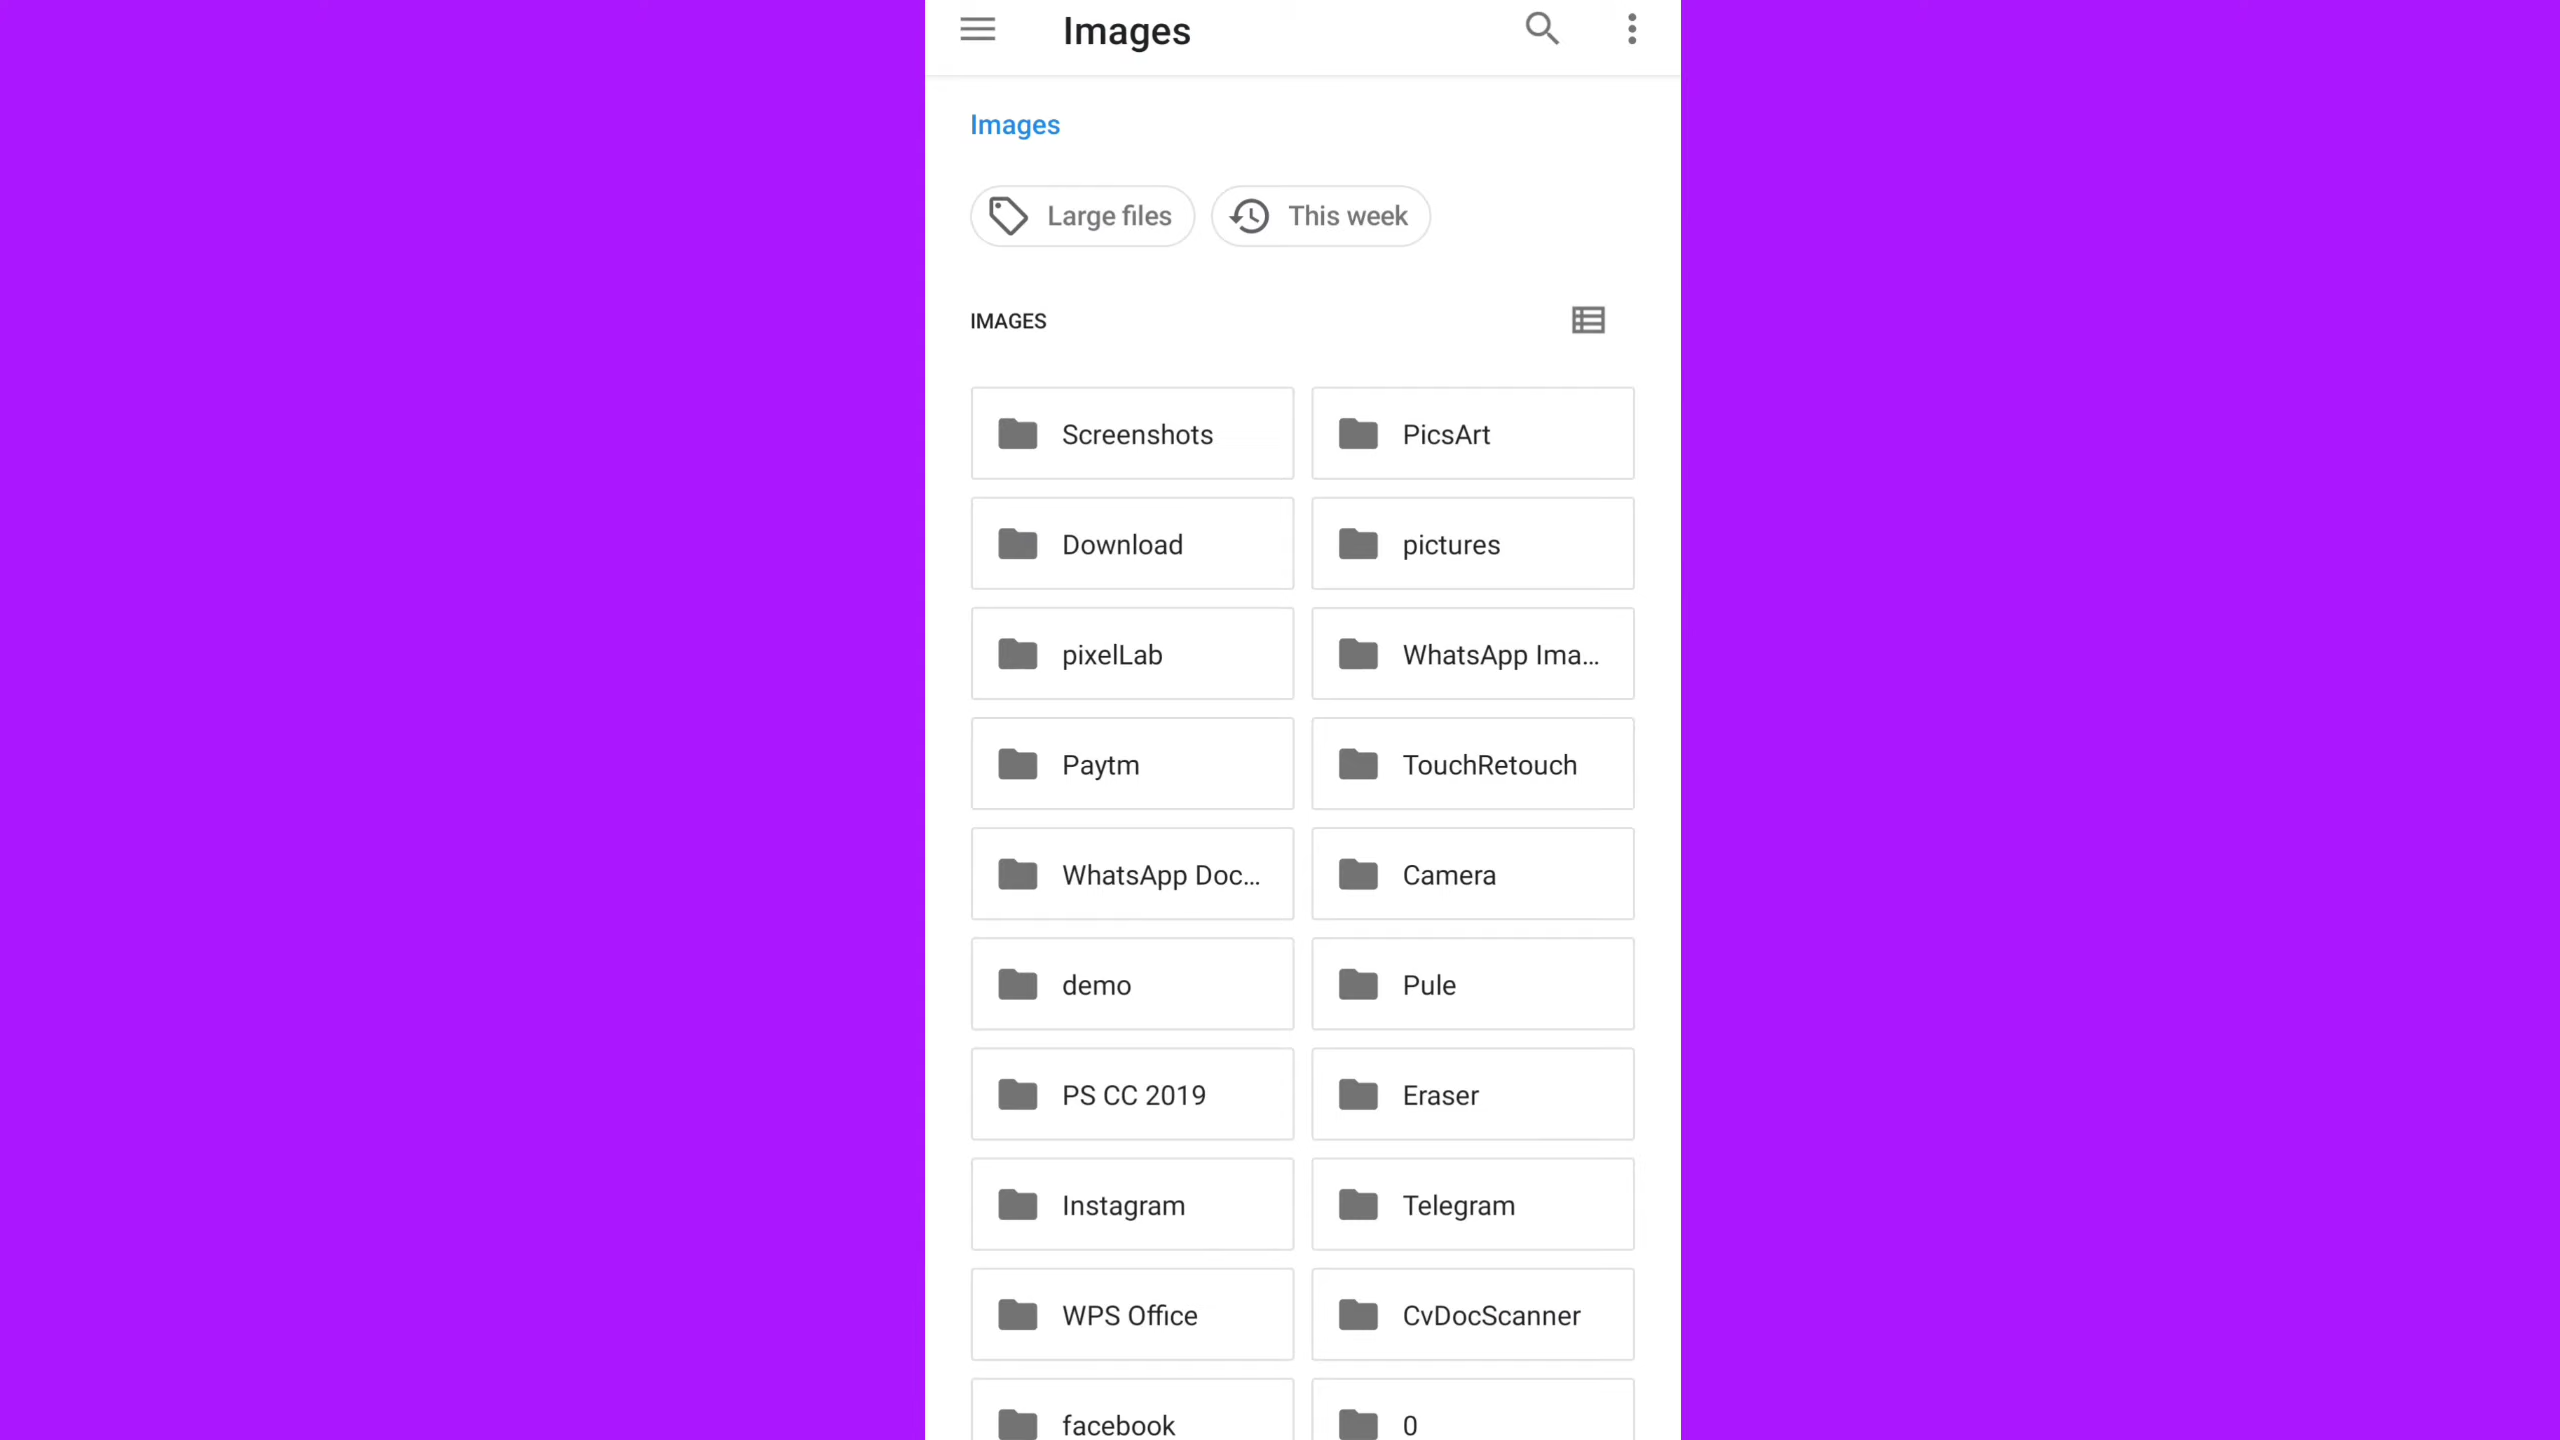 Images
Images
Large files This week
IMAGES
Screenshots PicsArt
Download pictures
pixelLab WhatsApp Ima...
Paytm TouchRetouch
WhatsApp Doc... Camera
demo Pule
PS CC 2019 Eraser
Instagram Telegram
WPS Office CvDocScanner
facebook 0